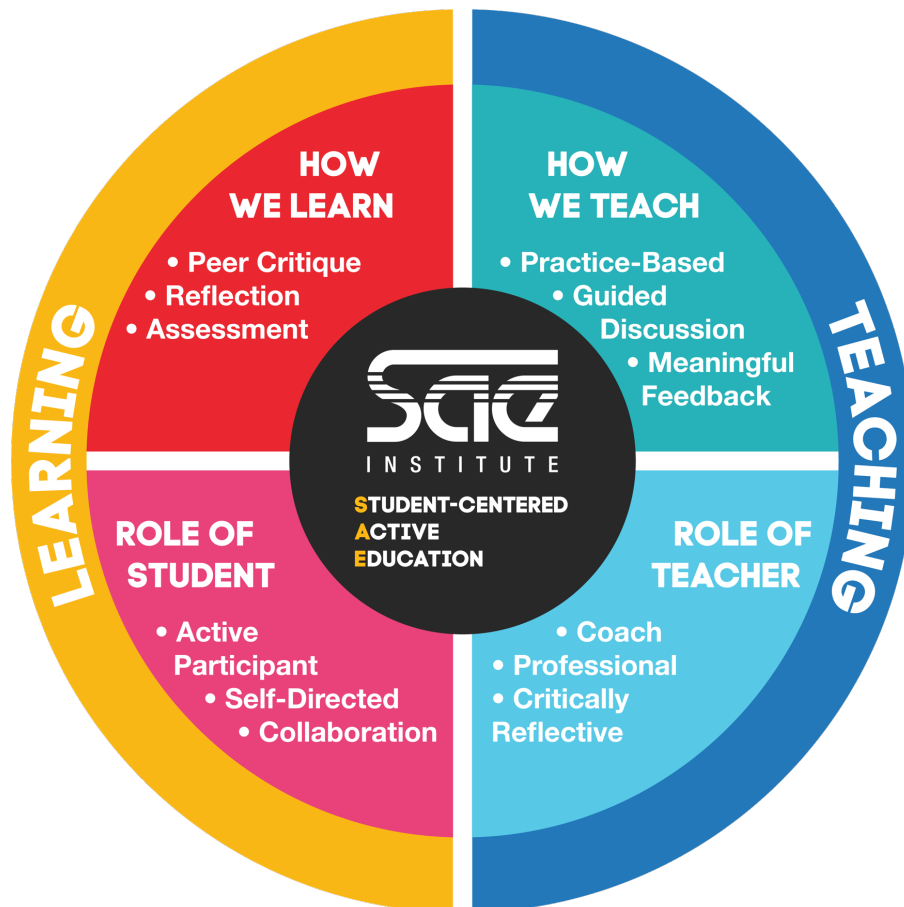 LEARNING
HOW
WE LEARN
• Peer Critique
• Reflection
• Assessment
HOW
WE TEACH
• Practice-Based
• Guided
Discussion
• Meaningful
Feedback
TEACHING
sae
INSTITUTE
STUDENT-CENTERED
ACTIVE
EDUCATION
ROLE OF
STUDENT
• Active
Participant
• Self-Directed
• Collaboration
ROLE OF
TEACHER
• Coach
• Professional
• Critically
Reflective